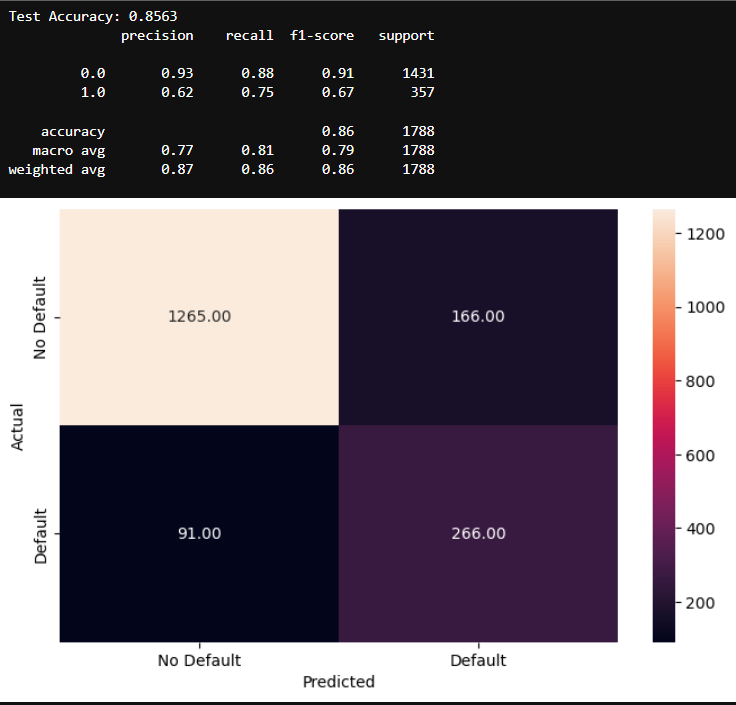 Test Accuracy: 0.8563
precision recall f1-score support
0.0 0.93 0.88 0.91 1431
1.0 0.62 0.75 0.67 357
accuracy 0.86 1788
macro avg 0.77 0.81 0.79 1788
weighted avg 0.87 0.86 0.86 1788
1200
1000
800
600
400
200
No Default
Default
Actual
1265.00 166.00
91.00 266.00
No Default Default
Predicted